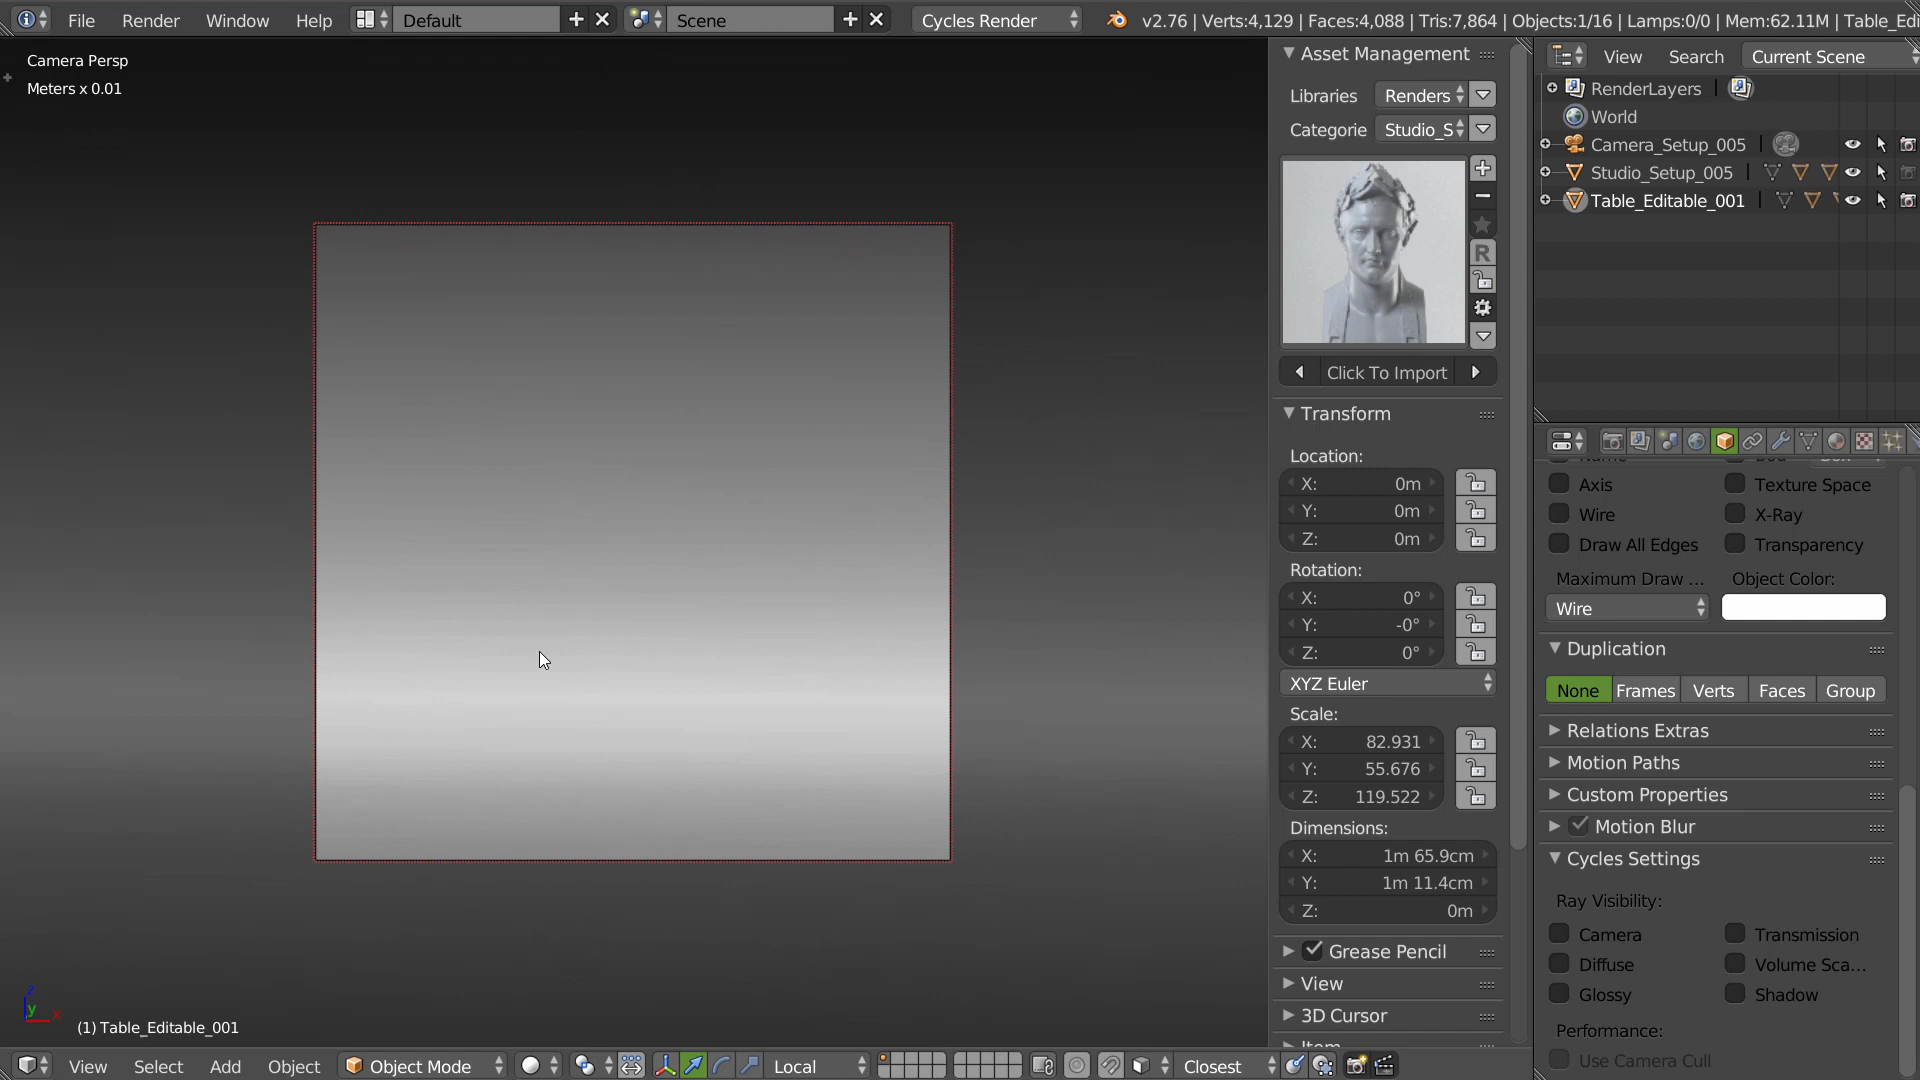 File Render Window Help Default Scene Cycles Render v2.76 | Verts:4,129 | Faces:4,088 | Tris:7,864 | Objects:1/16 | Lamps:0/0 | Mem:62.11M | Table_Edi
Camera Persp
Meters x 0.01
(1) Table_Editable_001
View Select Add Object Object Mode Local Closest
Asset Management
Libraries Renders
Categorie Studio_S
R
Click To Import
Transform
Location:
X: 0m
Y: 0m
Z: 0m
Rotation:
X: 0°
Y: -0°
Z: 0°
XYZ Euler
Scale:
X: 82.931
Y: 55.676
Z: 119.522
Dimensions:
X: 1m 65.9cm
Y: 1m 11.4cm
Z: 0m
Grease Pencil
View
3D Cursor
View Search Current Scene
RenderLayers
World
Camera_Setup_005
Studio_Setup_005
Table_Editable_001
Axis Texture Space
Wire X-Ray
Draw All Edges Transparency
Maximum Draw ... Object Color:
Wire
Duplication
None Frames Verts Faces Group
Relations Extras
Motion Paths
Custom Properties
Motion Blur
Cycles Settings
Ray Visibility:
Camera Transmission
Diffuse Volume Sca...
Glossy Shadow
Performance:
Use Camera Cull
z
y x